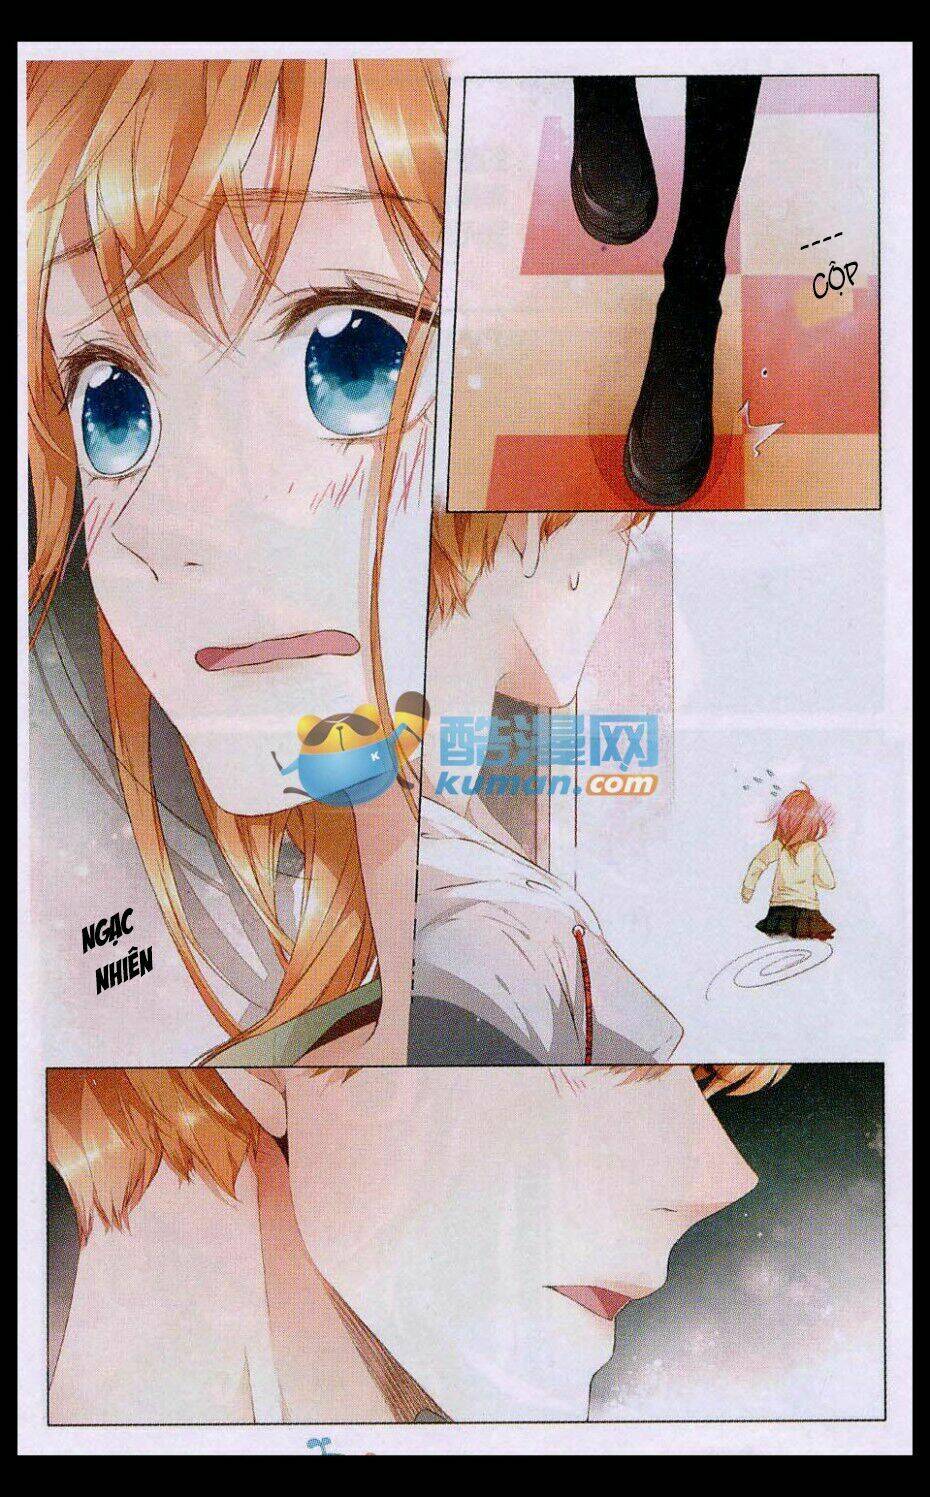 ----
CỘP
酷漫网
kuman.com
K
NGẠC
NHIÊN